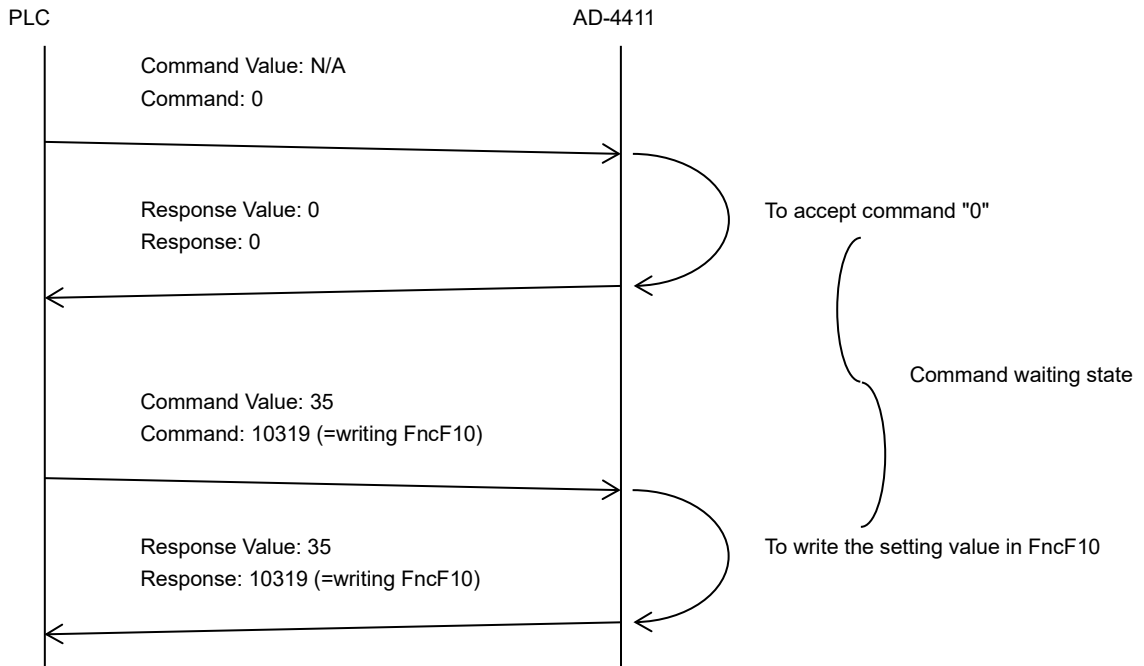 PLC
AD-4411
Command Value: N/A
Command: 0
Response Value: 0
Response: 0
To accept command "0"
Command waiting state
Command Value: 35
Command: 10319 (=writing FncF10)
Response Value: 35
Response: 10319 (=writing FncF10)
To write the setting value in FncF10